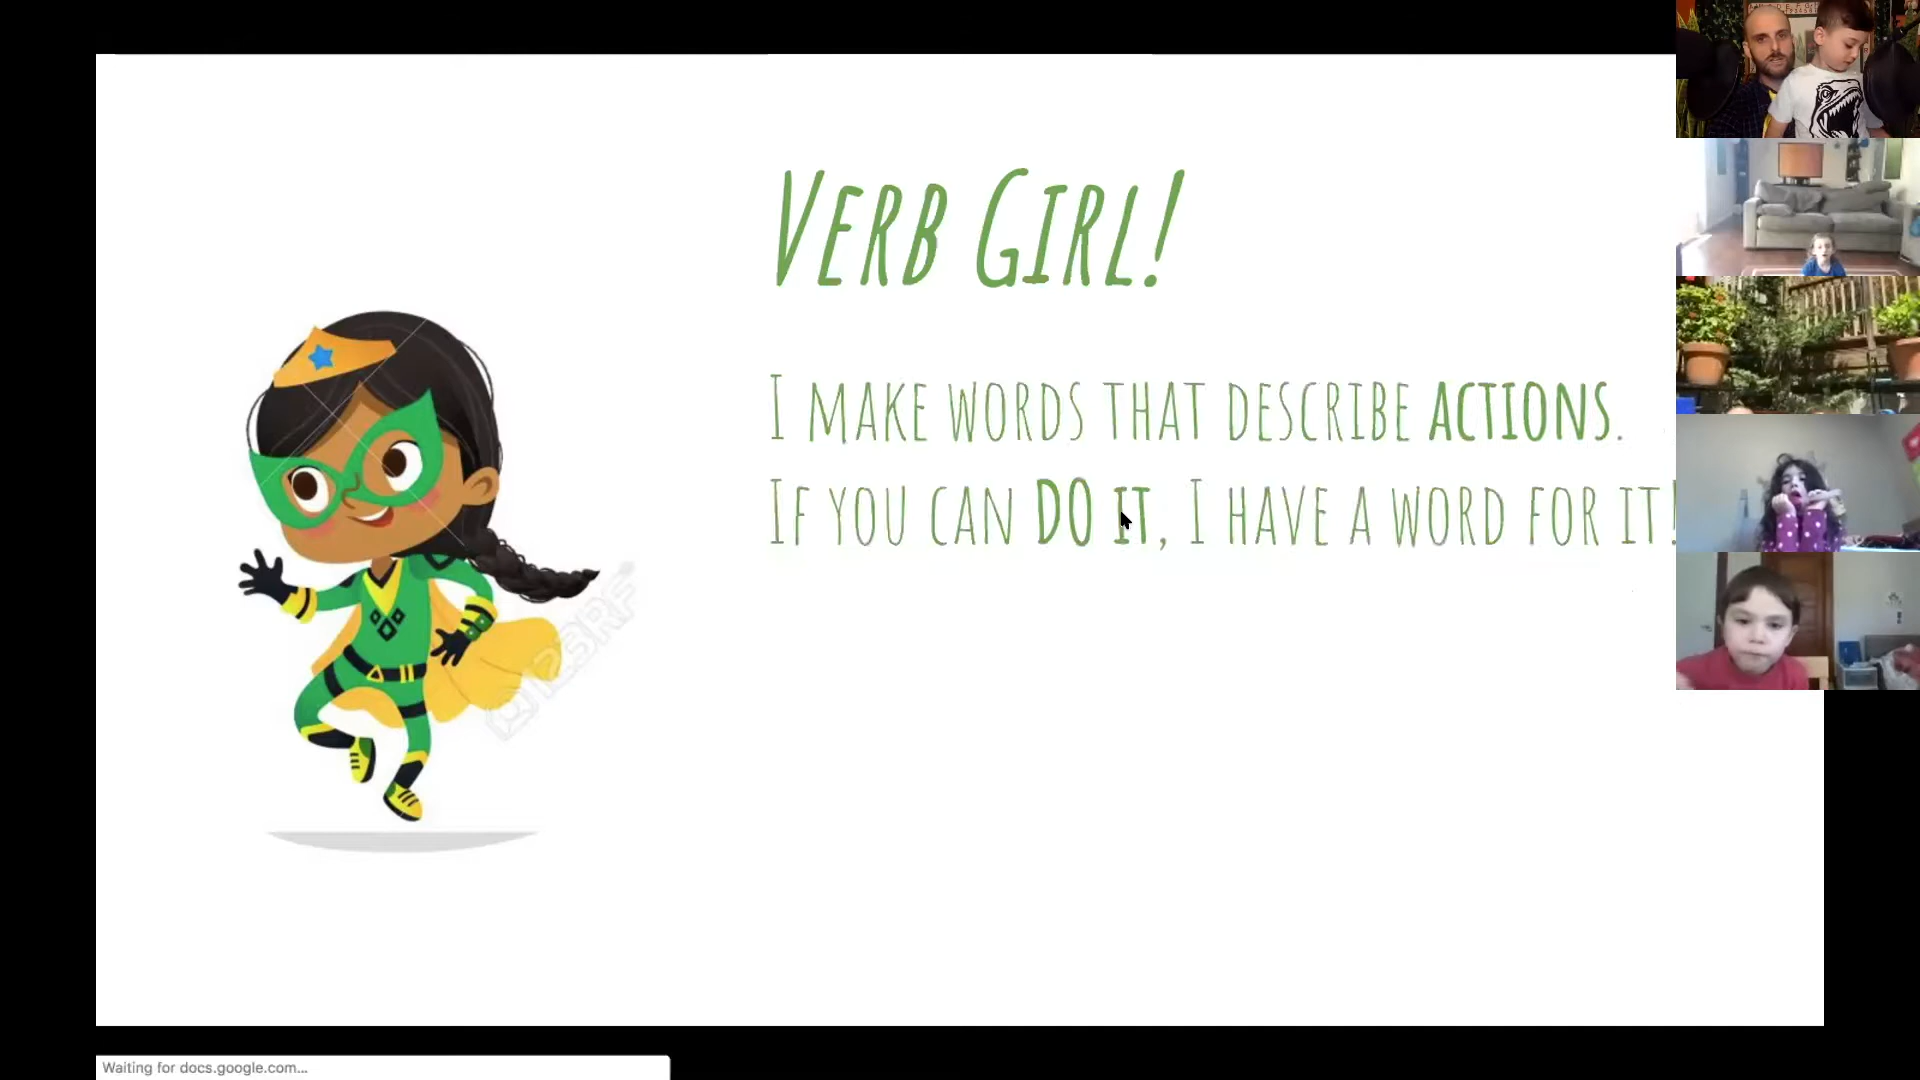 VERB GIRL!
I MAKE WORDS THAT DESCRIBE ACTIONS.
IF YOU CAN DO IT, I HAVE A WORD FOR IT!
123RF
Waiting for docs.google.com...